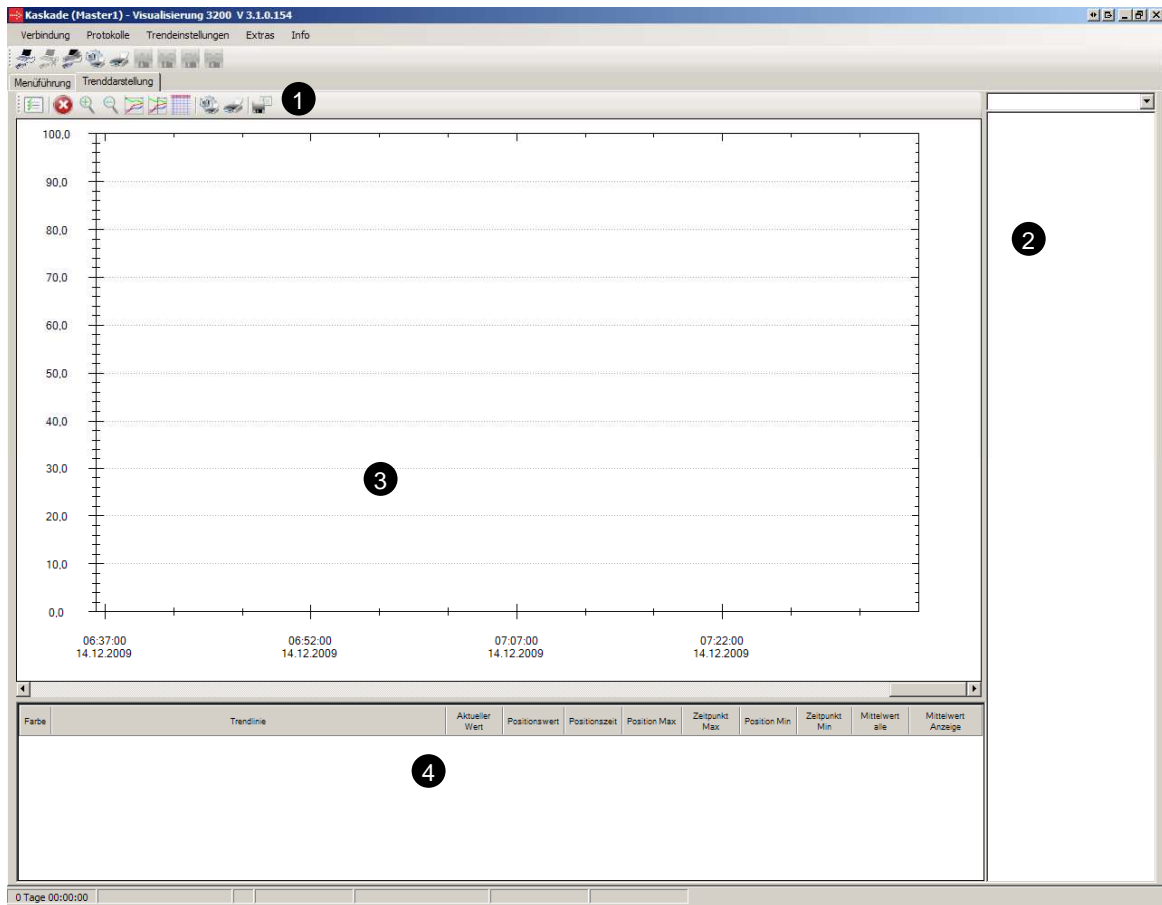 Kaskade (Master1) - Visualisierung 3200 V 3.1.0.154
Verbindung Protokolle Trendeinstellungen Extras Info
Menüführung Trenddarstellung
1
100,0
90,0
80,0
2
70,0
60,0
50,0
40,0
30,0
3
20,0
10,0
0,0
06:37:00 06:52:00 07:07:00 07:22:00
14.12.2009 14.12.2009 14.12.2009 14.12.2009
Farbe Trendlinie Aktueller Wert Positionswert Positionszeit Position Max Zeitpunkt Max Position Min Zeitpunkt Min Mittelwert alle Mittelwert Anzeige
4
0 Tage 00:00:00